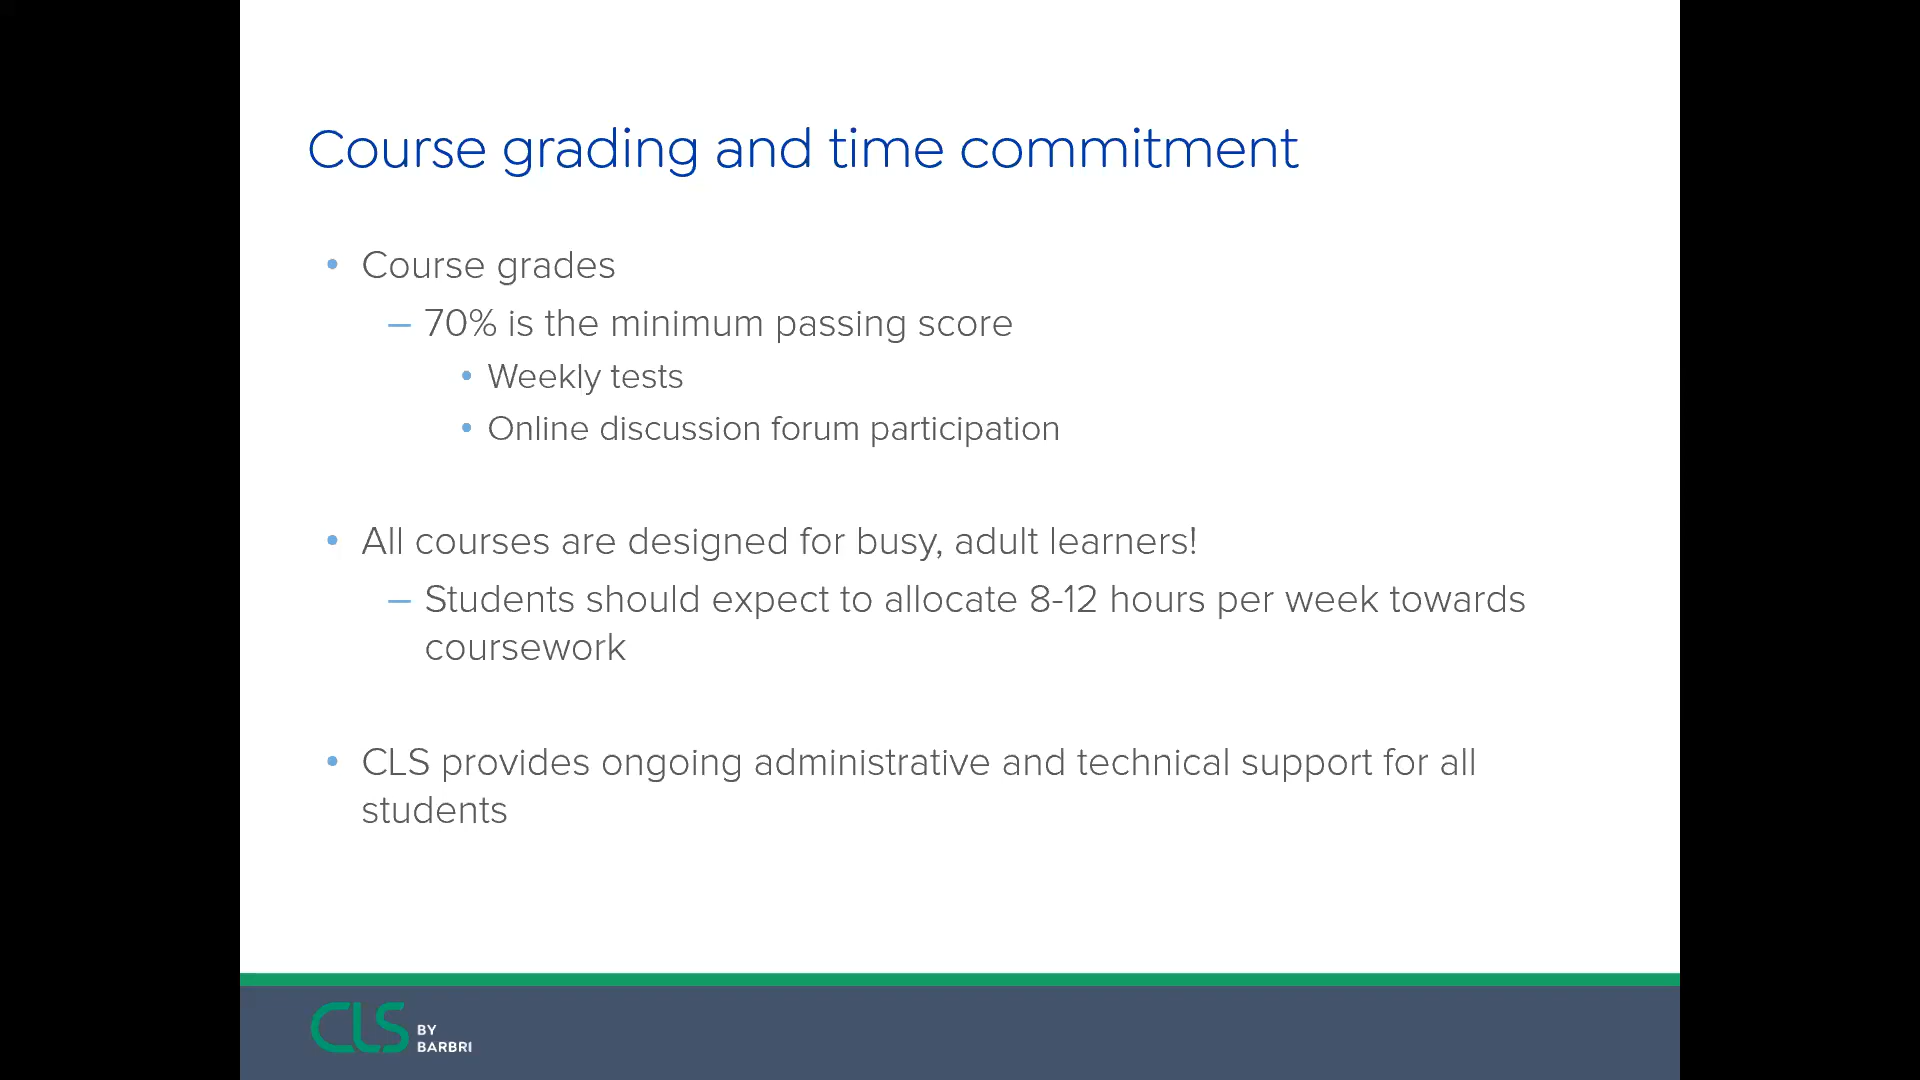 Course grading and time commitment
• Course grades
– 70% is the minimum passing score
• Weekly tests
• Online discussion forum participation
• All courses are designed for busy, adult learners!
– Students should expect to allocate 8-12 hours per week towards
coursework
• CLS provides ongoing administrative and technical support for all
students
CLS BY
BARBRI